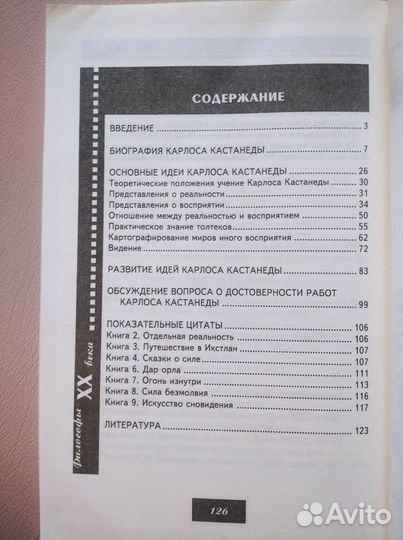 СОДЕРЖАНИЕ
ВВЕДЕНИЕ 3
БИОГРАФИЯ КАРЛОСА КАСТАНЕДЫ 7
ОСНОВНЫЕ ИДЕИ КАРЛОСА КАСТАНЕДЫ 26
Теоретические положения учение Карлоса Кастанеды 30
Представления о реальности 31
Представления о восприятии 34
Отношение между реальностью и восприятием 50
Практическое знание толтеков 55
Картографирование миров иного восприятия 62
Видение 72
РАЗВИТИЕ ИДЕЙ КАРЛОСА КАСТАНЕДЫ 83
ОБСУЖДЕНИЕ ВОПРОСА О ДОСТОВЕРНОСТИ РАБОТ
КАРЛОСА КАСТАНЕДЫ 99
ПОКАЗАТЕЛЬНЫЕ ЦИТАТЫ 106
Книга 2. Отдельная реальность 106
Книга 3. Путешествие в Икстлан 107
Книга 4. Сказки о силе 107
Книга 6. Дар орла 111
Книга 7. Огонь изнутри 113
Книга 8. Сила безмолвия 116
Книга 9. Искусство сновидения 117
ЛИТЕРАТУРА 123
Философы XX века
126
Avito